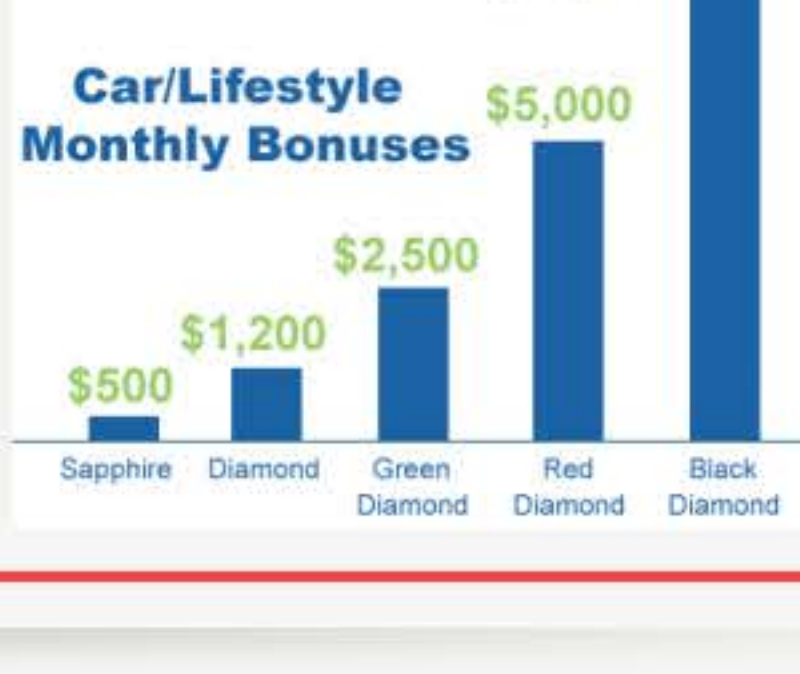 Car/Lifestyle
Monthly Bonuses
$5,000
$2,500
$1,200
$500
Sapphire
Diamond
Green
Diamond
Red
Diamond
Black
Diamond